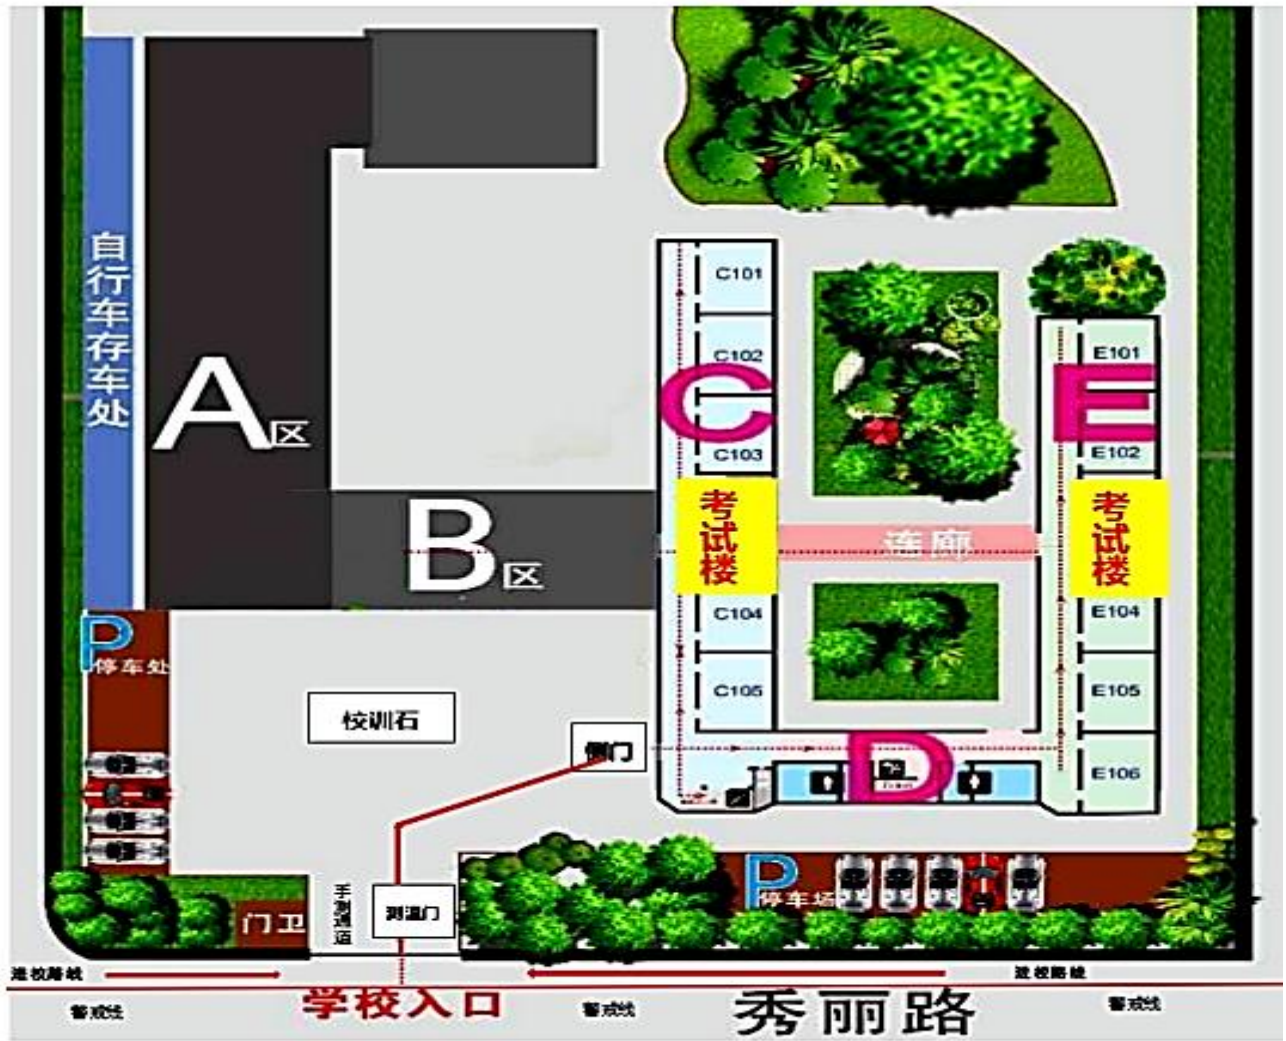 自行车存车处
A区
B区
C101
C102
C
C103
考试楼
C104
C105
连廊
E101
E
E102
考试楼
E104
E105
E106
D
P
停车处
校训石
侧门
手测通道
测温门
门卫
P
停车场
进校路线
进校路线
学校入口
警戒线
警戒线
秀丽路
警戒线